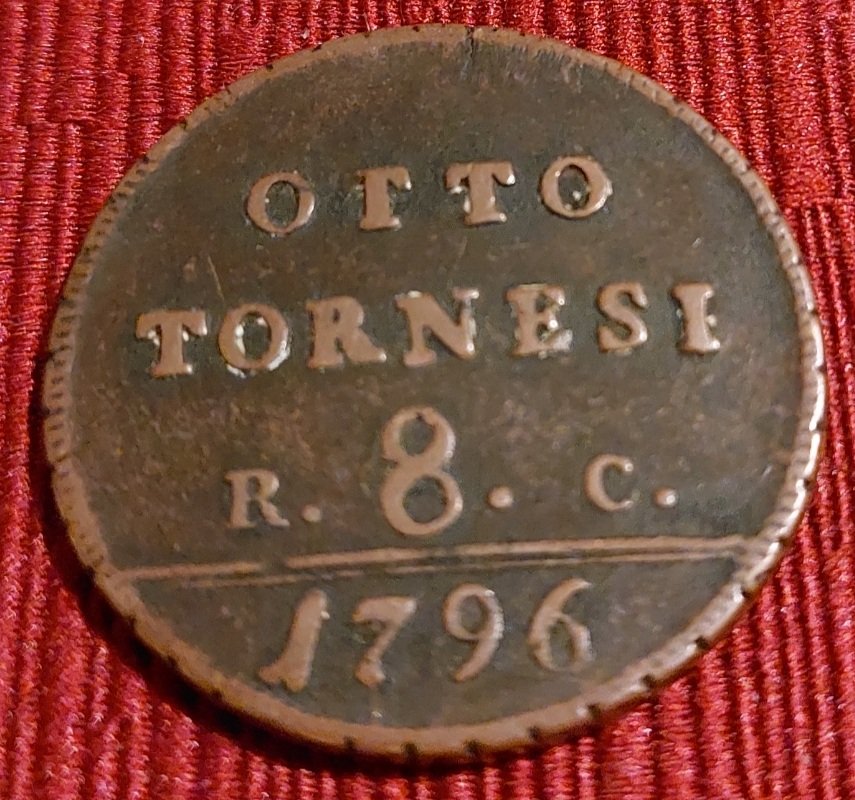 OTTO
TORNESI
R. 8. C.
1796